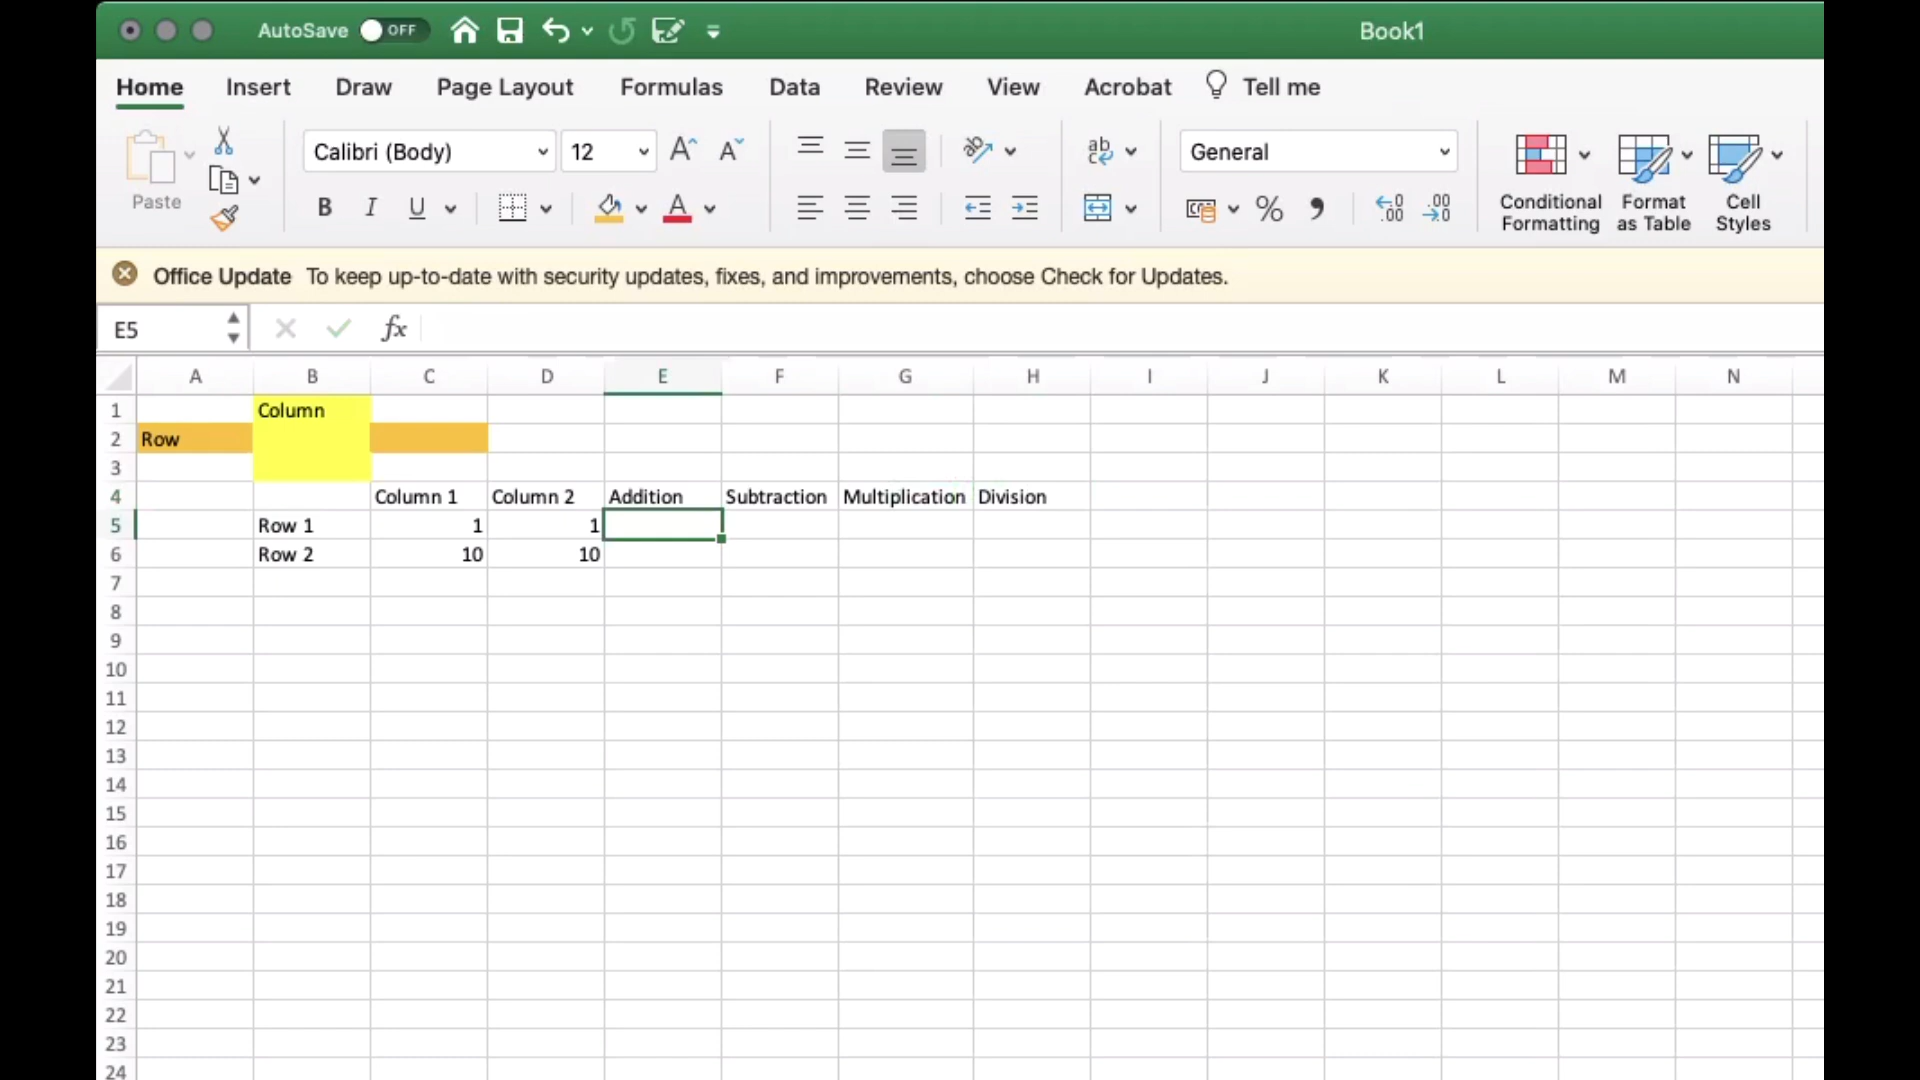 AutoSave OFF Book1
Home Insert Draw Page Layout Formulas Data Review View Acrobat Tell me
Calibri (Body) 12 General
Paste B I U
Conditional Formatting
Format as Table
Cell Styles
Office Update To keep up-to-date with security updates, fixes, and improvements, choose Check for Updates.
E5 fx
A B C D E F G H I J K L M N
1 Column
2 Row
3
4 Column 1 Column 2 Addition Subtraction Multiplication Division
5 Row 1 1 1
6 Row 2 10 10
7
8
9
10
11
12
13
14
15
16
17
18
19
20
21
22
23
24